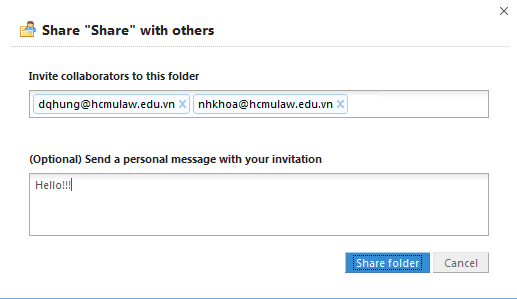 Share "Share" with others
Invite collaborators to this folder
dqhung@hcmulaw.edu.vn x nhkhoa@hcmulaw.edu.vn x
(Optional) Send a personal message with your invitation
Hello!!!
Share folder Cancel